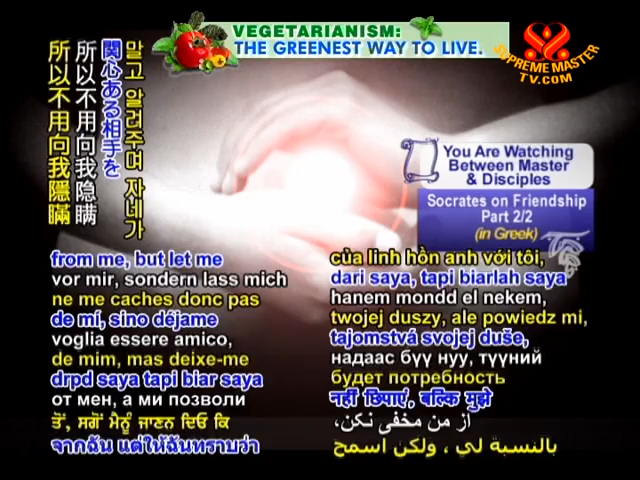 VEGETARIANISM:
THE GREENEST WAY TO LIVE.
SUPREME MASTER
TV.COM
알고 알려주며 자네가
関心ある相手を
所以不用向我隐瞒
所以不用向我隱瞞
You Are Watching
Between Master
& Disciples
Socrates on Friendship
Part 2/2
(in Greek)
from me, but let me
vor mir, sondern lass mich
ne me caches donc pas
de mí, sino déjame
voglia essere amico,
de mim, mas deixe-me
drpd saya tapi biar saya
от мен, а ми позволи
ਤੋਂ, ਸਗੋਂ ਮੈਨੂੰ ਜਾਣਨ ਦਿਓ ਕਿ
จากฉัน แต่ให้ฉันทราบว่า
của linh hồn anh với tôi,
dari saya, tapi biarlah saya
hanem mondd el nekem,
twojej duszy, ale powiedz mi,
tajomstvá svojej duše,
надаас бүү нуу, түүний
будет потребность
नहीं छिपाएं, बल्कि मुझे
از من مخفی نکن،
بالنسبة لي ، ولكن اسمح